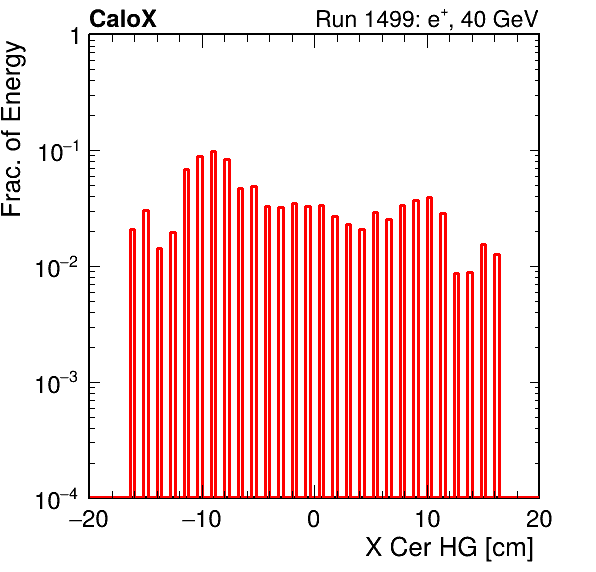 CaloX Run 1499: e⁺, 40 GeV
Frac. of Energy
1
10⁻¹
10⁻²
10⁻³
10⁻⁴
−20 −10 0 10 20
X Cer HG [cm]